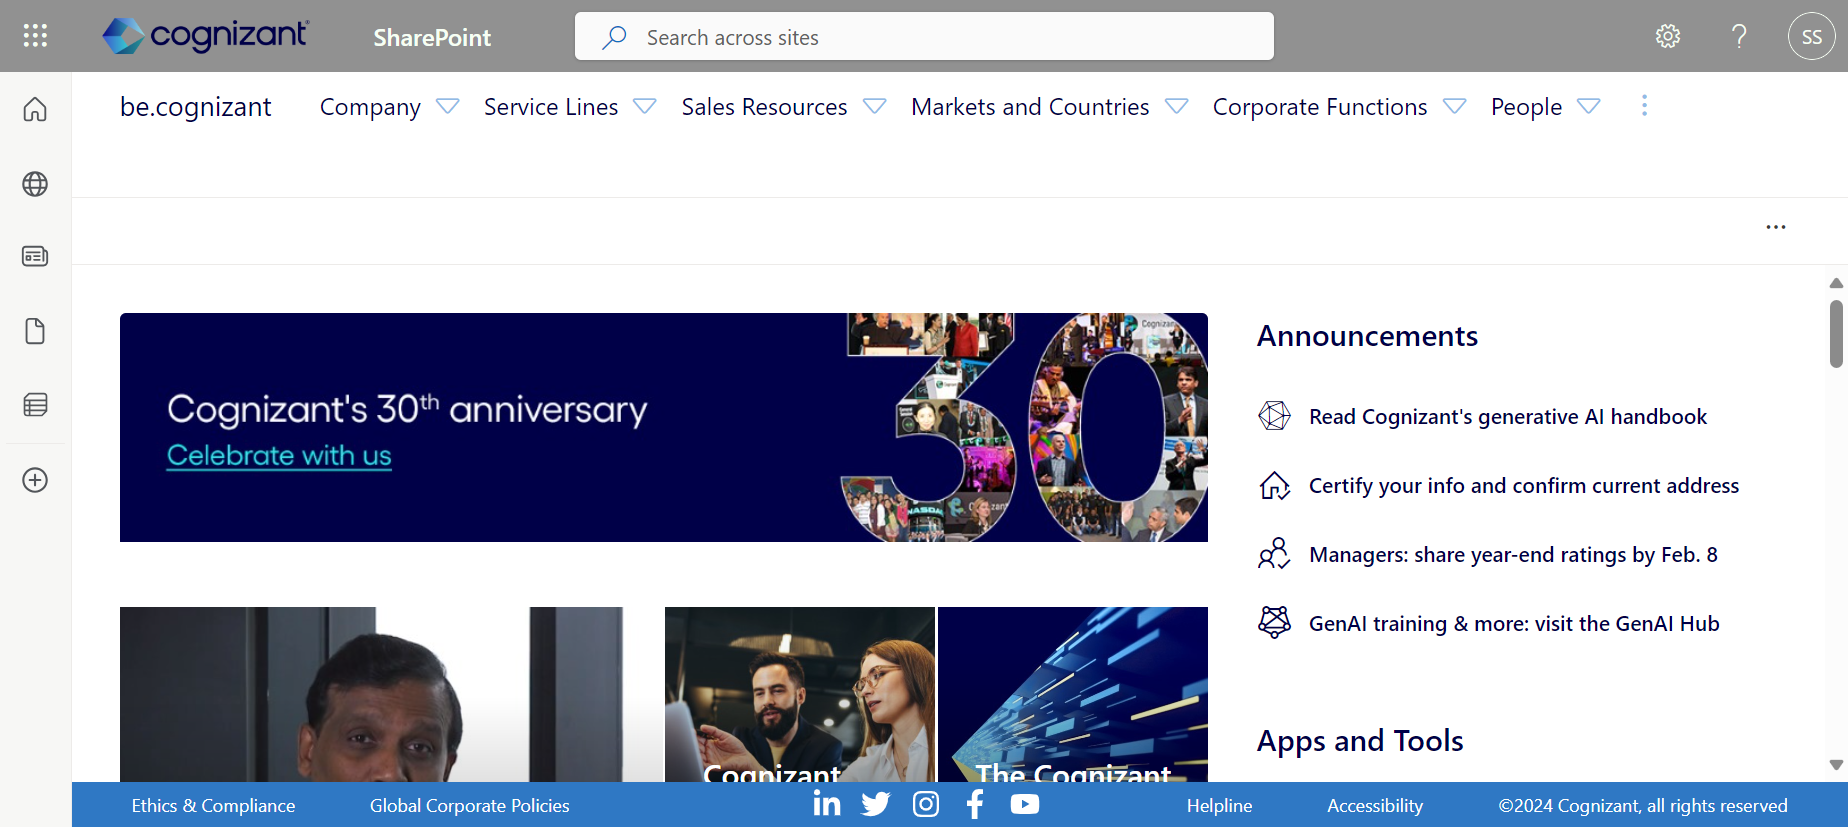 cognizant
SharePoint
Search across sites
?
SS
be.cognizant
Company
Service Lines
Sales Resources
Markets and Countries
Corporate Functions
People
Cognizant's 30th anniversary
Celebrate with us
30
Cogniza
NASDA
Announcements
Read Cognizant's generative AI handbook
Certify your info and confirm current address
Managers: share year-end ratings by Feb. 8
GenAI training & more: visit the GenAI Hub
Cognizant
The Cognizant
Apps and Tools
Ethics & Compliance
Global Corporate Policies
Helpline
Accessibility
©2024 Cognizant, all rights reserved